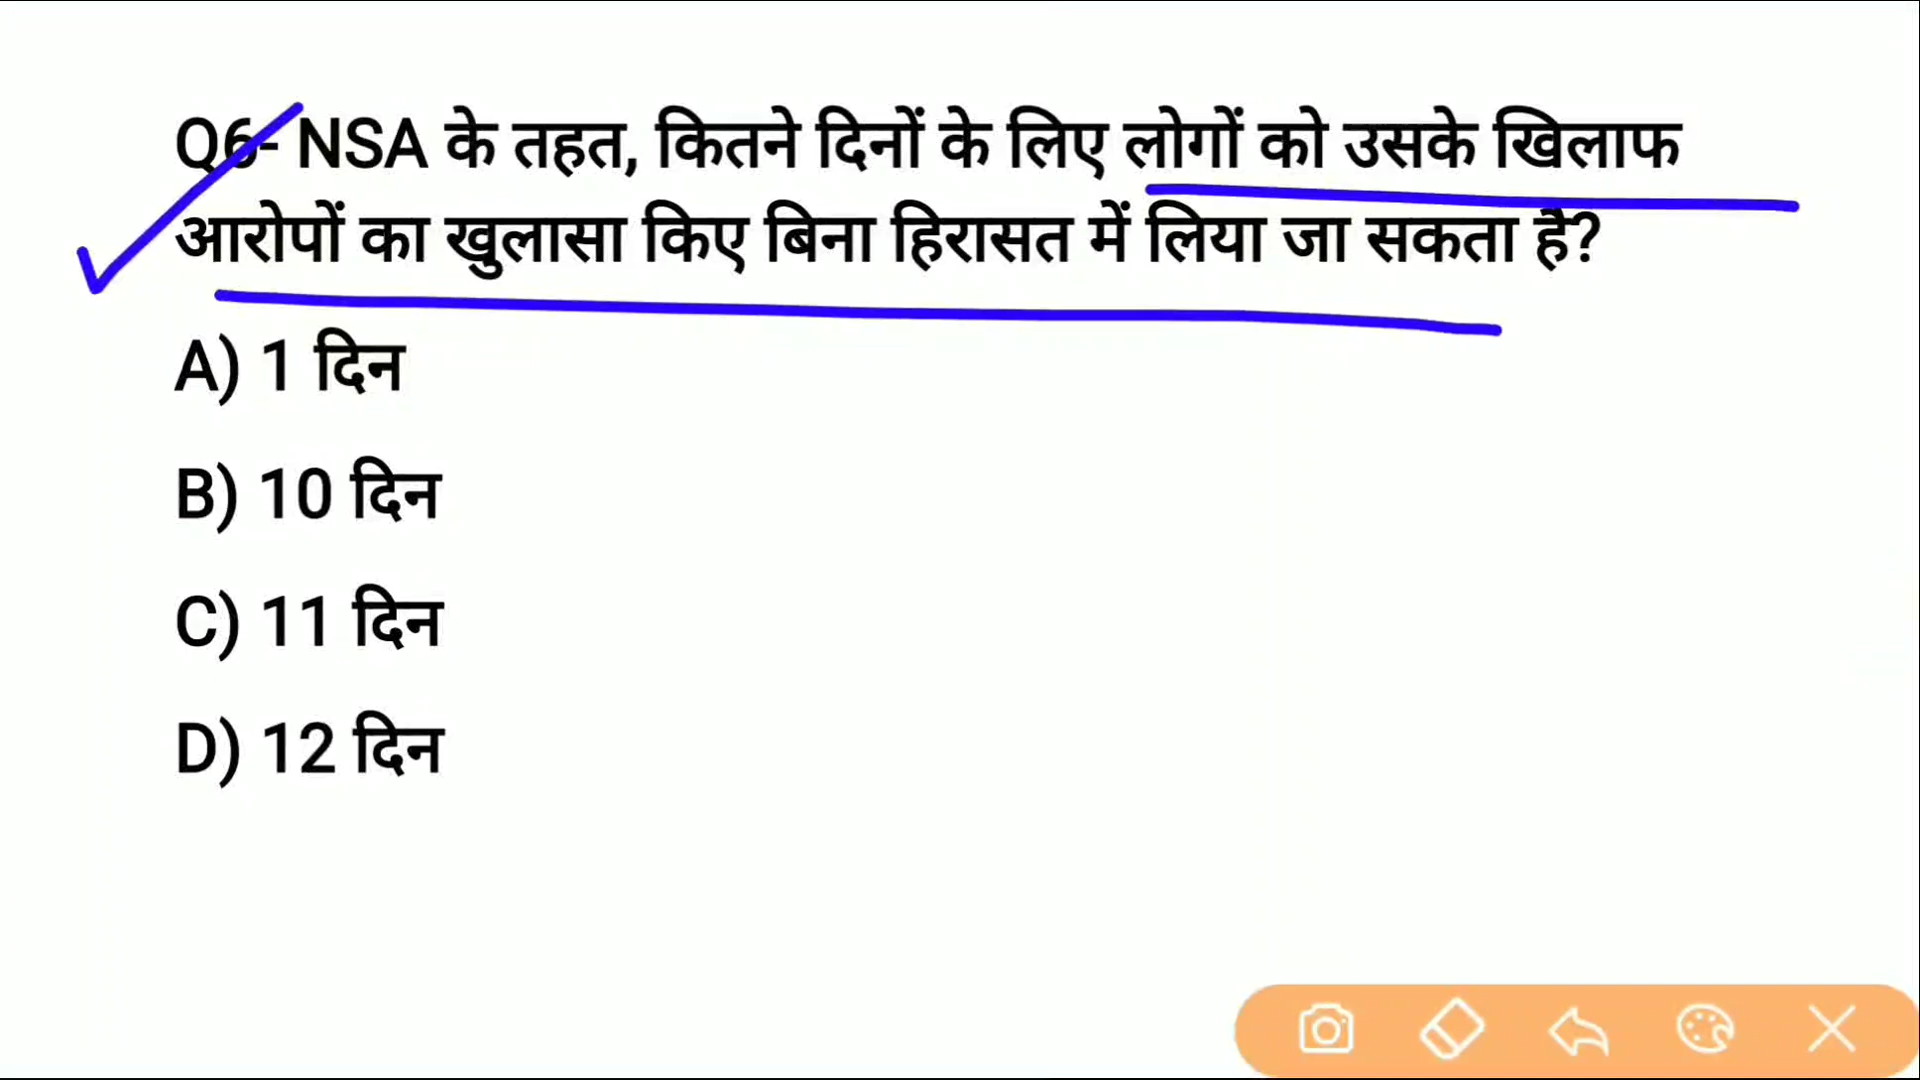 Q6- NSA के तहत, कितने दिनों के लिए लोगों को उसके खिलाफ
आरोपों का खुलासा किए बिना हिरासत में लिया जा सकता है?
A) 1 दिन
B) 10 दिन
C) 11 दिन
D) 12 दिन